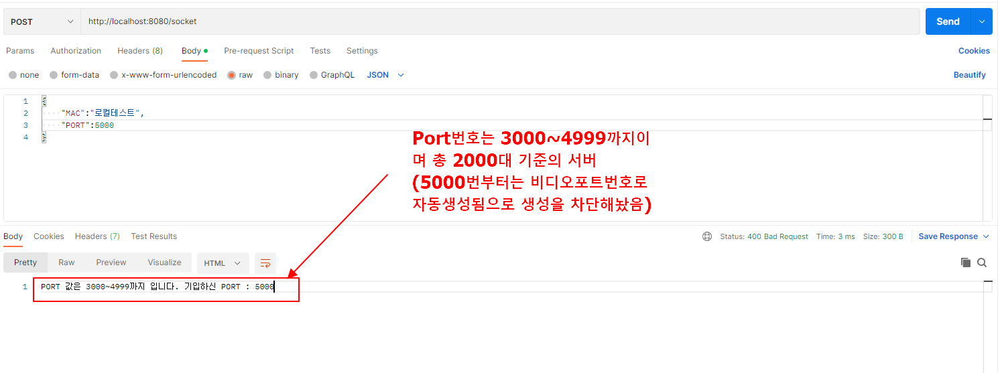 POST
http://localhost:8080/socket
Send
Params Authorization Headers (8) Body Pre-request Script Tests Settings Cookies
none form-data x-www-form-urlencoded raw binary GraphQL JSON Beautify
1 {
2 "MAC":"로컬테스트",
3 "PORT":5000
4 }
Port번호는 3000~4999까지이
며 총 2000대 기준의 서버
(5000번부터는 비디오포트번호로
자동생성됨으로 생성을 차단해놨음)
Body Cookies Headers (7) Test Results Status: 400 Bad Request Time: 3 ms Size: 300 B Save Response
Pretty Raw Preview Visualize HTML
1 PORT 값은 3000~4999까지 입니다. 기입하신 PORT : 5000